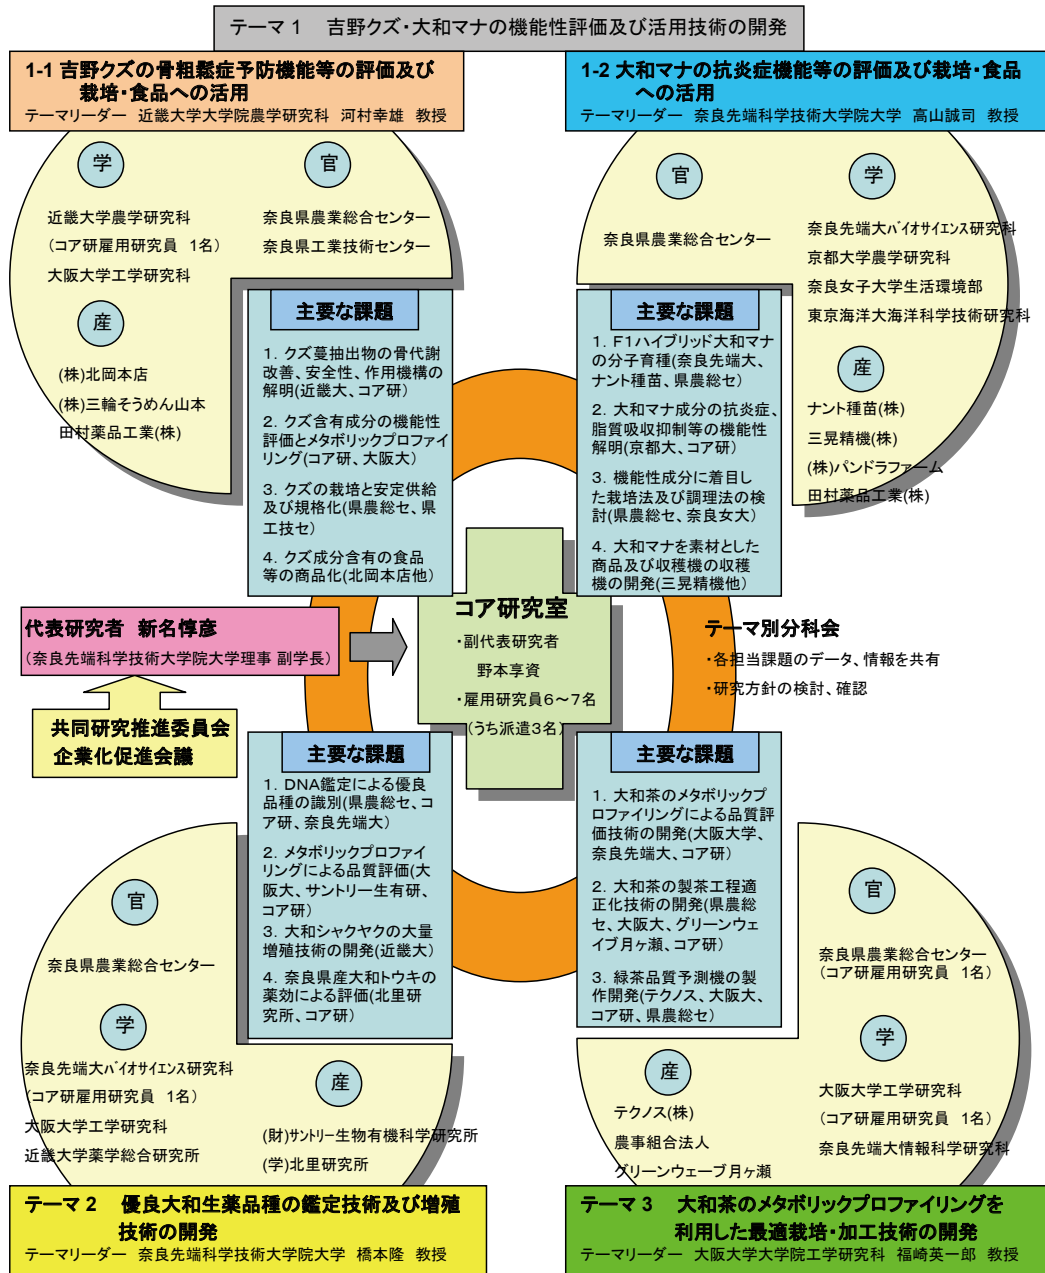 テーマ 1　吉野クズ・大和マナの機能性評価及び活用技術の開発
1-1 吉野クズの骨粗鬆症予防機能等の評価及び
栽培・食品への活用
テーマリーダー 近畿大学大学院農学研究科 河村幸雄 教授
1-2 大和マナの抗炎症機能等の評価及び栽培・食品
への活用
テーマリーダー 奈良先端科学技術大学院大学 高山誠司 教授
学
近畿大学農学研究科
(コア研雇用研究員 1名)
大阪大学工学研究科
官
奈良県農業総合センター
奈良県工業技術センター
産
(株)北岡本店
(株)三輪そうめん山本
田村薬品工業(株)
主要な課題
1. クズ蔓抽出物の骨代謝
改善、安全性、作用機構の
解明(近畿大、コア研)
2. クズ含有成分の機能性
評価とメタボリックプロファイ
リング(コア研、大阪大)
3. クズの栽培と安定供給
及び規格化(県農総セ、県
工技セ)
4. クズ成分含有の食品
等の商品化(北岡本店他)
官
奈良県農業総合センター
学
奈良先端大バイオサイエンス研究科
京都大学農学研究科
奈良女子大学生活環境部
東京海洋大海洋科学技術研究科
産
ナント種苗(株)
三晃精機(株)
(株)パンドラファーム
田村薬品工業(株)
主要な課題
1. F1ハイブリッド大和マナ
の分子育種(奈良先端大、
ナント種苗、県農総セ)
2. 大和マナ成分の抗炎症、
脂質吸収抑制等の機能性
解明(京都大、コア研)
3. 機能性成分に着目し
た栽培法及び調理法の検
討(県農総セ、奈良女大)
4. 大和マナを素材とした
商品及び収穫機の収穫
機の開発(三晃精機他)
代表研究者 新名惇彦
(奈良先端科学技術大学院大学理事 副学長)
共同研究推進委員会
企業化促進会議
コア研究室
・副代表研究者
野本享資
・雇用研究員6～7名
(うち派遣3名)
テーマ別分科会
・各担当課題のデータ、情報を共有
・研究方針の検討、確認
主要な課題
1. DNA鑑定による優良
品種の識別(県農総セ、コ
ア研、奈良先端大)
2. メタボリックプロファイ
リングによる品質評価(大
阪大、サントリー生有研、
コア研)
3. 大和シャクヤクの大量
増殖技術の開発(近畿大)
4. 奈良県産大和トウキの
薬効による評価(北里研
究所、コア研)
官
奈良県農業総合センター
学
奈良先端大バイオサイエンス研究科
(コア研雇用研究員 1名)
大阪大学工学研究科
近畿大学薬学総合研究所
産
(財)サントリー生物有機科学研究所
(学)北里研究所
主要な課題
1. 大和茶のメタボリックプ
ロファイリングによる品質評
価技術の開発(大阪大学、
奈良先端大、コア研)
2. 大和茶の製茶工程適
正化技術の開発(県農総
セ、大阪大、グリーンウェ
イブ月ヶ瀬、コア研)
3. 緑茶品質予測機の製
作開発(テクノス、大阪大、
コア研、県農総セ)
官
奈良県農業総合センター
(コア研雇用研究員 1名)
学
大阪大学工学研究科
(コア研雇用研究員 1名)
奈良先端大情報科学研究科
産
テクノス(株)
農事組合法人
グリーンウェーブ月ヶ瀬
テーマ 2　優良大和生薬品種の鑑定技術及び増殖
技術の開発
テーマリーダー 奈良先端科学技術大学院大学 橋本隆 教授
テーマ 3　大和茶のメタボリックプロファイリングを
利用した最適栽培・加工技術の開発
テーマリーダー 大阪大学大学院工学研究科 福崎英一郎 教授